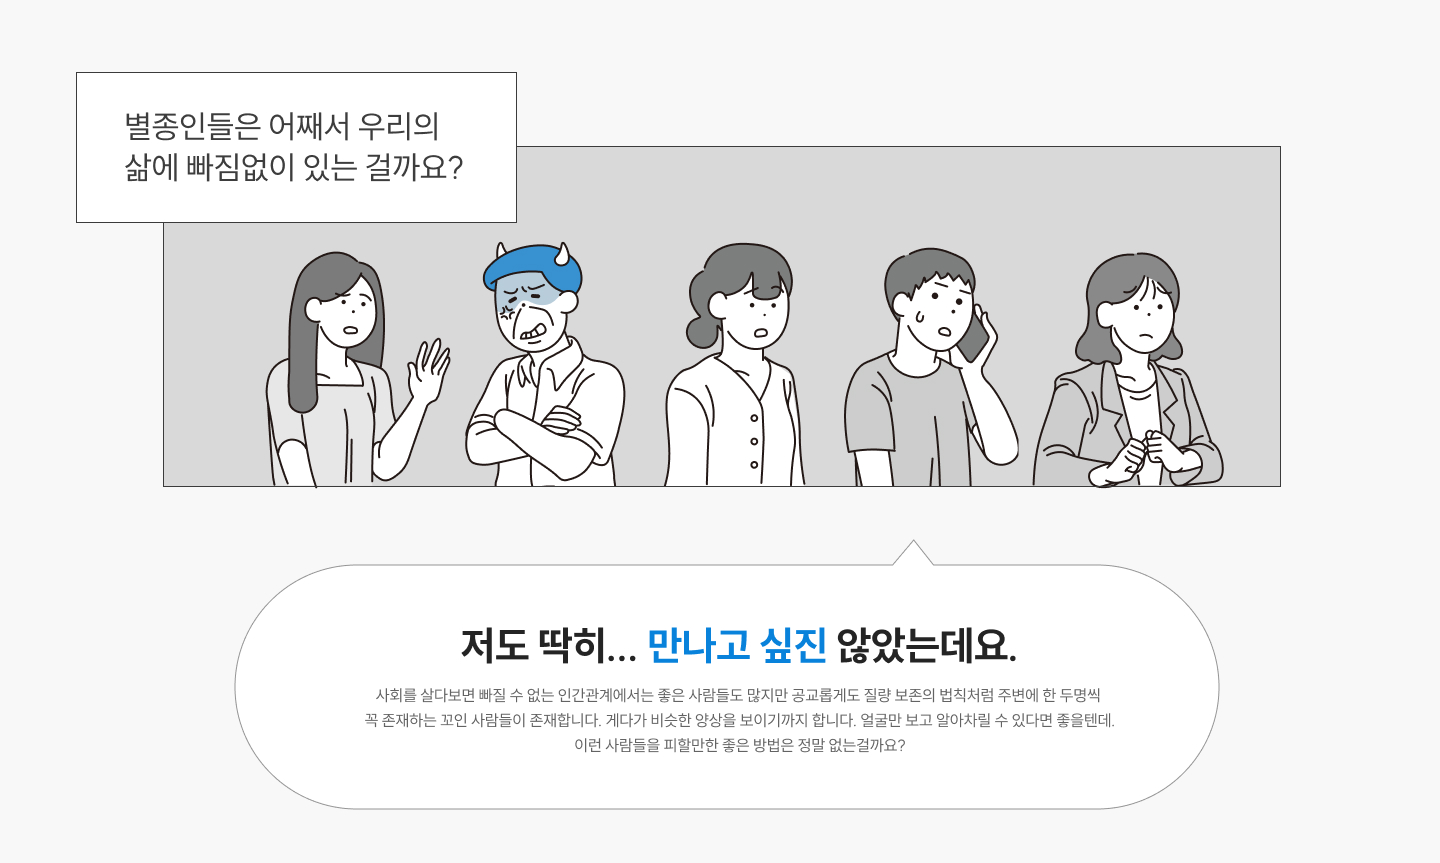 별종인들은 어째서 우리의
삶에 빠짐없이 있는 걸까요?
저도 딱히... 만나고 싶진 않았는데요.
사회를 살다보면 빠질 수 없는 인간관계에서는 좋은 사람들도 많지만 공교롭게도 질량 보존의 법칙처럼 주변에 한 두명씩
꼭 존재하는 꼬인 사람들이 존재합니다. 게다가 비슷한 양상을 보이기까지 합니다. 얼굴만 보고 알아차릴 수 있다면 좋을텐데.
이런 사람들을 피할만한 좋은 방법은 정말 없는걸까요?